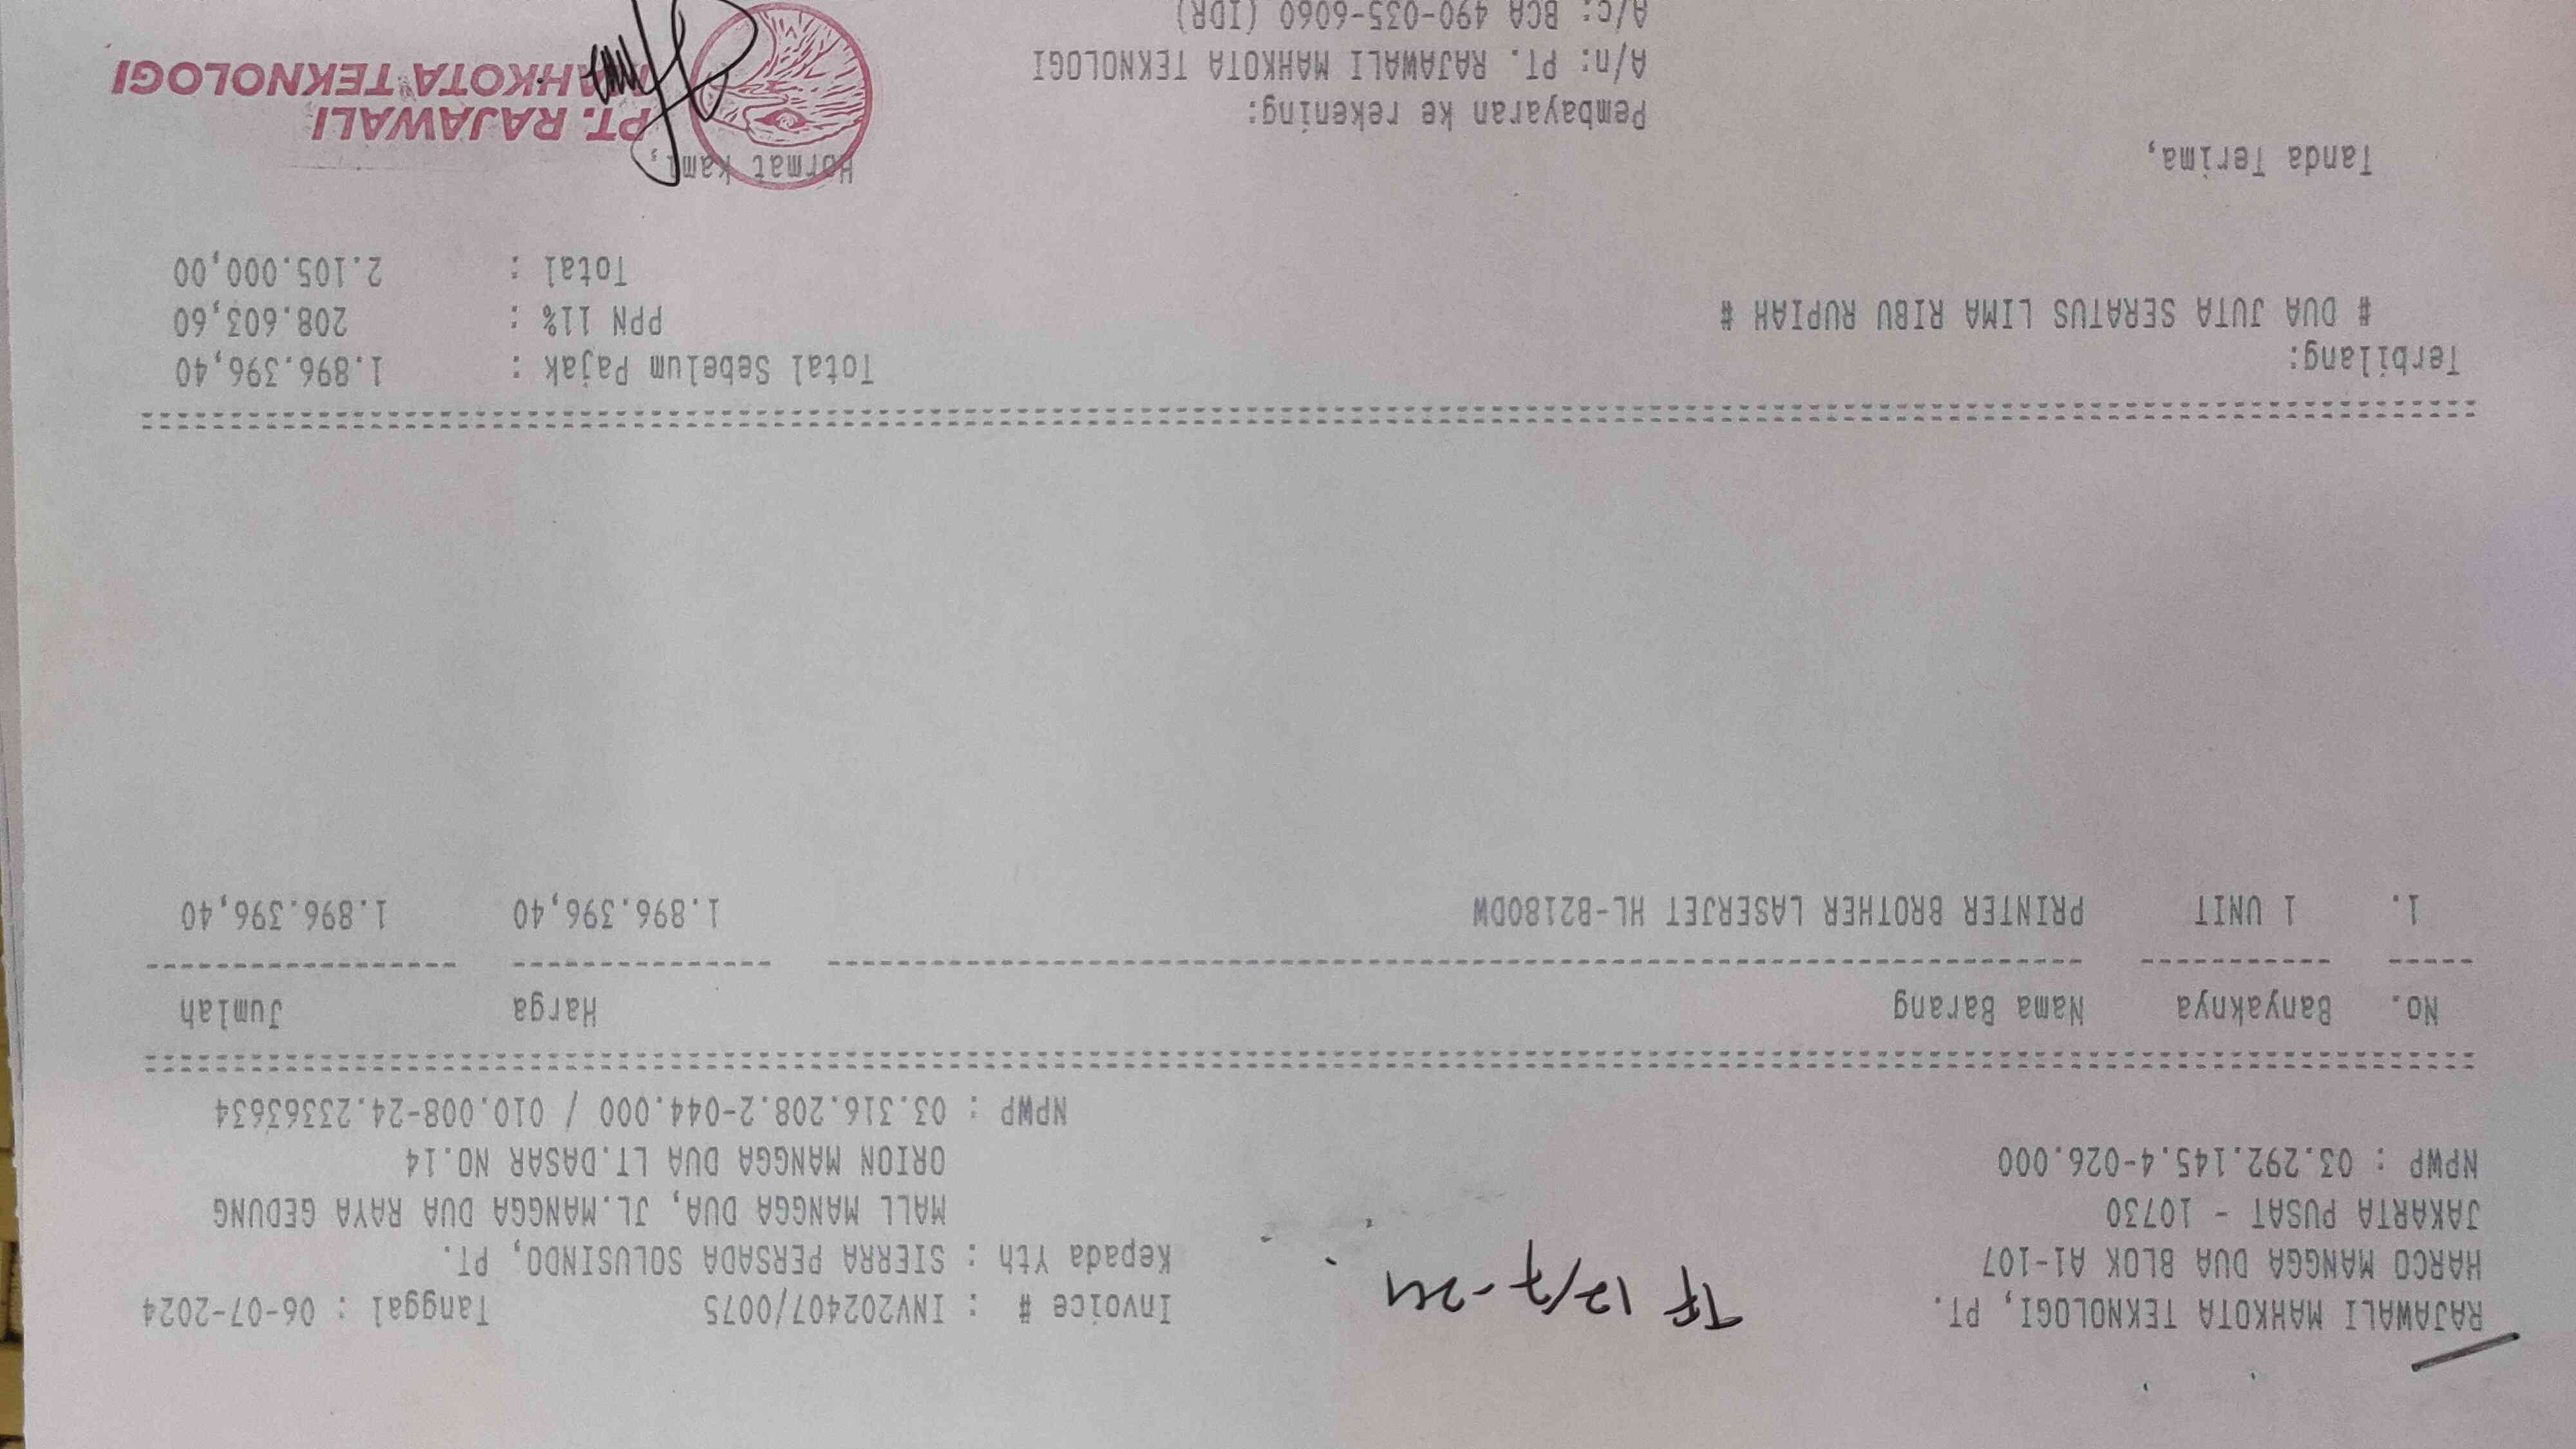 RAJAWALI MAHKOTA TEKNOLOGI, PT.
HARCO MANGGA DUA BLOK A1-107
JAKARTA PUSAT - 10730
NPWP : 03.292.145.4-026.000
TF 12/7-24
Invoice # : INV202407/0075 Tanggal : 06-07-2024
Kepada Yth : SIERRA PERSADA SOLUSINDO, PT.
MALL MANGGA DUA, JL.MANGGA DUA RAYA GEDUNG
ORION MANGGA DUA LT.DASAR NO.14
NPWP : 03.316.208.2-044.000 / 010.008-24.23363634
No. Banyaknya Nama Barang Harga Jumlah
1. 1 UNIT PRINTER BROTHER LASERJET HL-B2180DW 1.896.396,40 1.896.396,40
Terbilang:
# DUA JUTA SERATUS LIMA RIBU RUPIAH #
Total Sebelum Pajak : 1.896.396,40
PPN 11% : 208.603,60
Total : 2.105.000,00
Tanda Terima,
Pembayaran ke rekening:
A/n: PT. RAJAWALI MAHKOTA TEKNOLOGI
A/c: BCA 490-035-6060 (IDR)
Hormat kami,
PT. RAJAWALI
MAHKOTA TEKNOLOGI